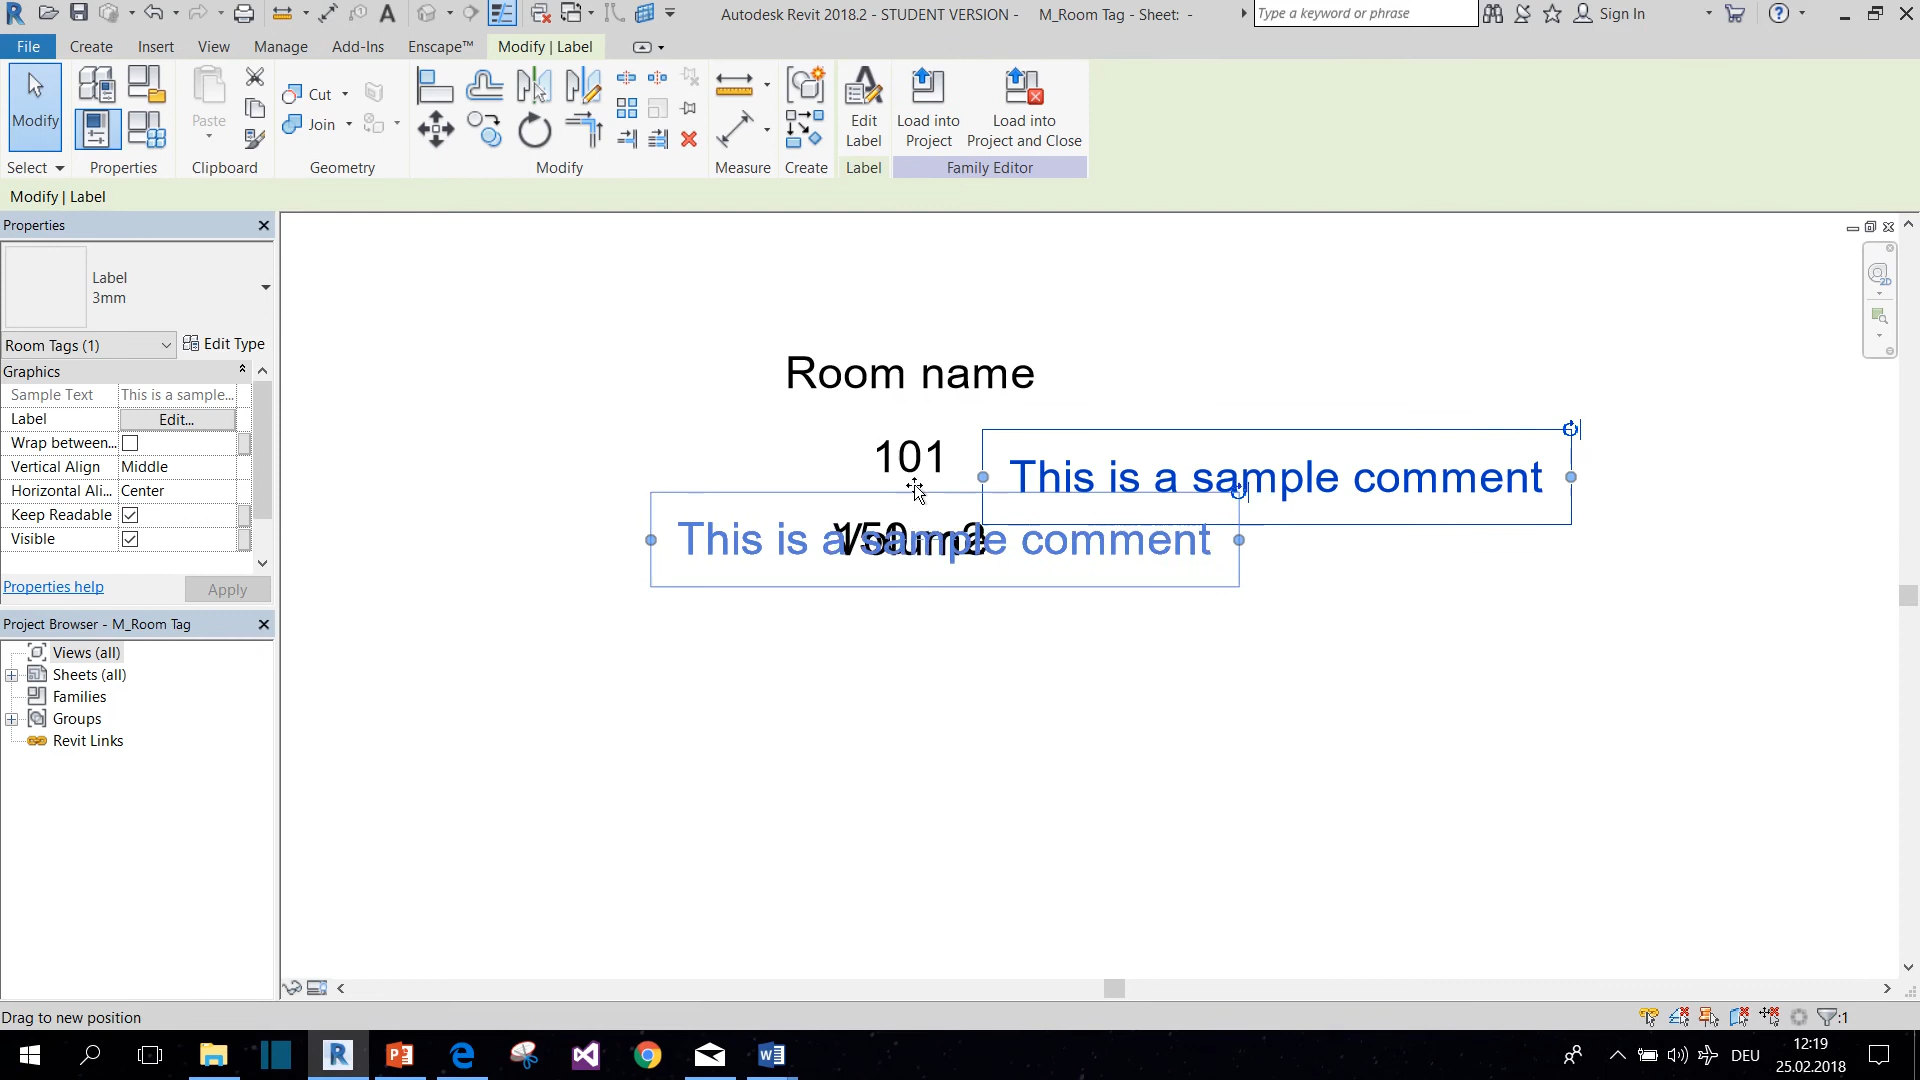 Autodesk Revit 2018.2 - STUDENT VERSION - M_Room Tag - Sheet: -
Type a keyword or phrase
Sign In
File Create Insert View Manage Add-Ins Enscape™ Modify | Label
Modify
Paste
Cut
Join
Edit
Label
Load into
Project
Load into
Project and Close
Select Properties Clipboard Geometry Modify Measure Create Label Family Editor
Modify | Label
Properties
Label
3mm
Room Tags (1)
Edit Type
Graphics
Sample Text This is a sample...
Label Edit...
Wrap between...
Vertical Align Middle
Horizontal Ali... Center
Keep Readable
Visible
Properties help
Apply
Project Browser - M_Room Tag
Views (all)
Sheets (all)
Families
Groups
Revit Links
Room name
101
This is a sample comment
This is a sample comment
Drag to new position
:1
DEU
12:19
25.02.2018